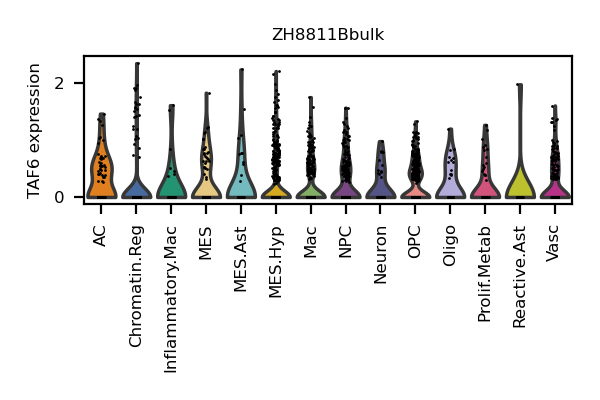 ZH8811Bbulk
TAF6 expression
2
0
AC
Chromatin.Reg
Inflammatory.Mac
MES
MES.Ast
MES.Hyp
Mac
NPC
Neuron
OPC
Oligo
Prolif.Metab
Reactive.Ast
Vasc